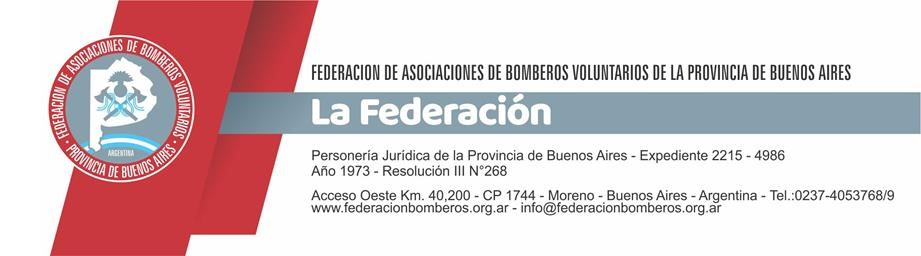 FEDERACION DE ASOCIACIONES DE BOMBEROS VOLUNTARIOS
• PROVINCIA DE BUENOS AIRES •
ARGENTINA
FEDERACION DE ASOCIACIONES DE BOMBEROS VOLUNTARIOS DE LA PROVINCIA DE BUENOS AIRES
La Federación
Personería Jurídica de la Provincia de Buenos Aires - Expediente 2215 - 4986
Año 1973 - Resolución III N°268
Acceso Oeste Km. 40,200 - CP 1744 - Moreno - Buenos Aires - Argentina - Tel.:0237-4053768/9
www.federacionbomberos.org.ar - info@federacionbomberos.org.ar